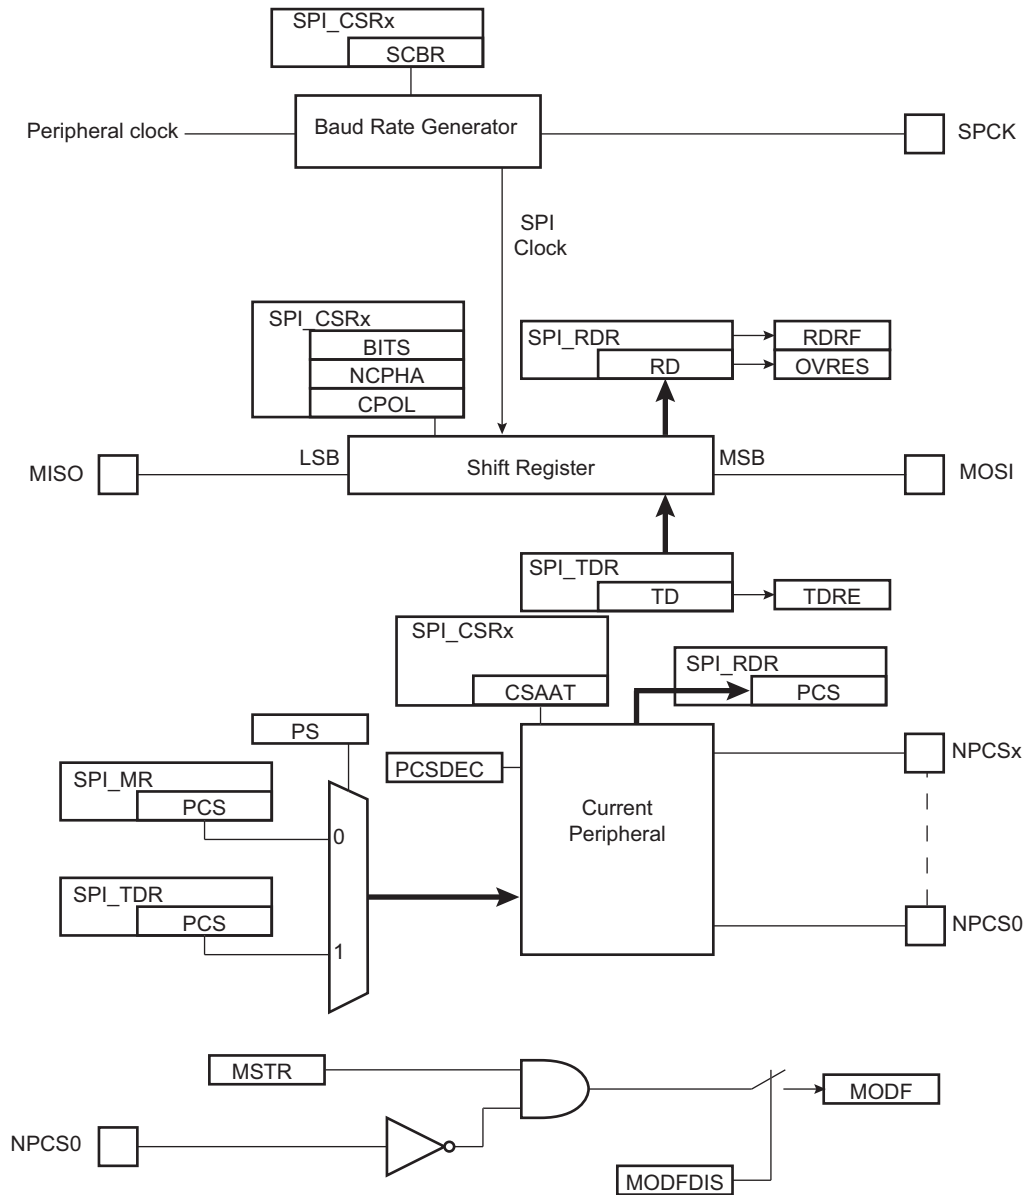 SPI_CSRx
SCBR
Peripheral clock
Baud Rate Generator
SPCK
SPI
Clock
SPI_CSRx
BITS
NCPHA
CPOL
SPI_RDR
RD
RDRF
OVRES
MISO
LSB
Shift Register
MSB
MOSI
SPI_TDR
TD
TDRE
SPI_CSRx
CSAAT
SPI_RDR
PCS
PS
PCSDEC
NPCSx
SPI_MR
PCS
0
Current
Peripheral
SPI_TDR
PCS
1
NPCS0
MSTR
MODF
NPCS0
MODFDIS